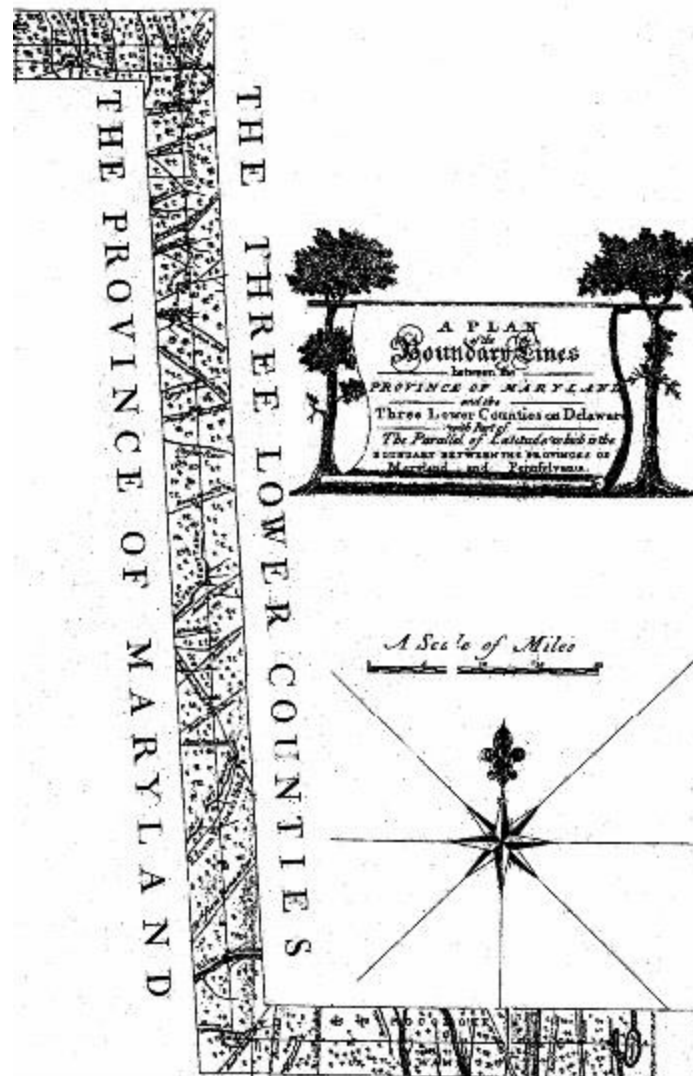 THE PROVINCE OF MARYLAND
THE THREE LOWER COUNTIES
A PLAN
of the
Boundary Lines
between the
PROVINCE OF MARYLAND
and the
Three Lower Counties on Delaware
with Part of
The Parallel of Latitude which is the
BOUNDARY BETWEEN THE PROVINCES OF
Maryland and Pennsylvania.
A Scale of Miles